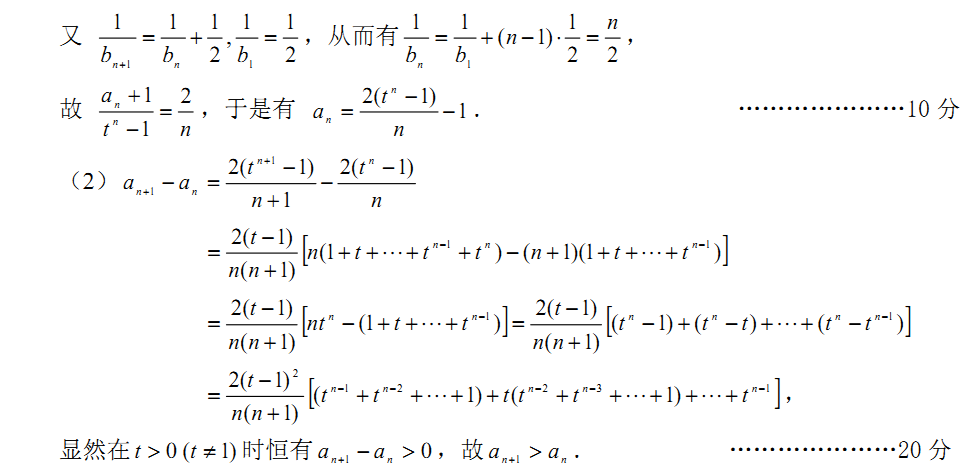 又 $\frac{1}{b_{n+1}}=\frac{1}{b_n}+\frac{1}{2},\frac{1}{b_1}=\frac{1}{2}$，从而有$\frac{1}{b_n}=\frac{1}{b_1}+(n-1)\cdot\frac{1}{2}=\frac{n}{2}$，
故 $\frac{a_n+1}{t^n-1}=\frac{2}{n}$，于是有 $a_n=\frac{2(t^n-1)}{n}-1$． …………………10 分
（2）$a_{n+1}-a_n=\frac{2(t^{n+1}-1)}{n+1}-\frac{2(t^n-1)}{n}$
$=\frac{2(t-1)}{n(n+1)}\left[n(1+t+\cdots+t^{n-1}+t^n)-(n+1)(1+t+\cdots+t^{n-1})\right]$
$=\frac{2(t-1)}{n(n+1)}\left[nt^n-(1+t+\cdots+t^{n-1})\right]=\frac{2(t-1)}{n(n+1)}\left[(t^n-1)+(t^n-t)+\cdots+(t^n-t^{n-1})\right]$
$=\frac{2(t-1)^2}{n(n+1)}\left[(t^{n-1}+t^{n-2}+\cdots+1)+t(t^{n-2}+t^{n-3}+\cdots+1)+\cdots+t^{n-1}\right]$，
显然在$t>0\,(t\neq1)$时恒有$a_{n+1}-a_n>0$，故$a_{n+1}>a_n$． …………………20 分